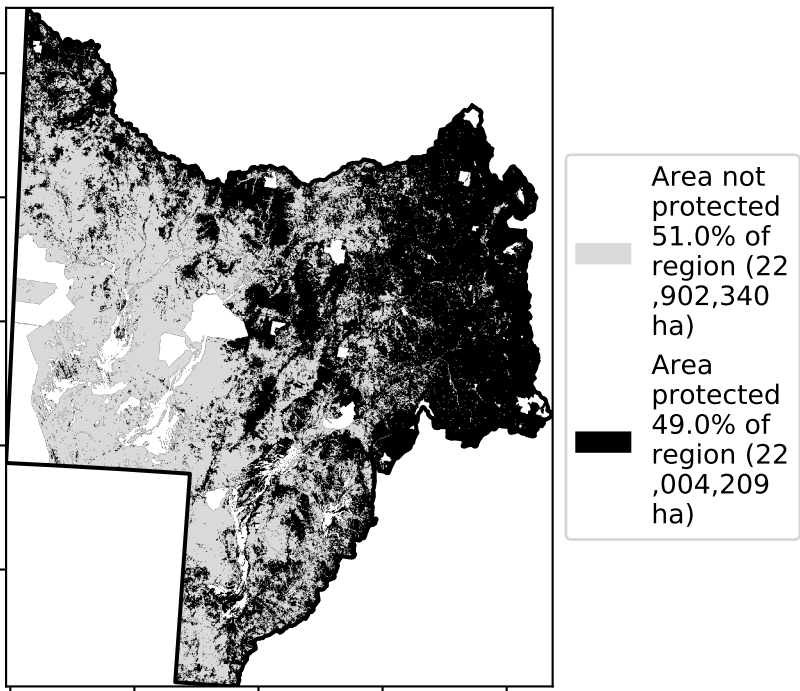 Area not
protected
51.0% of
region (22
,902,340
ha)
Area
protected
49.0% of
region (22
,004,209
ha)